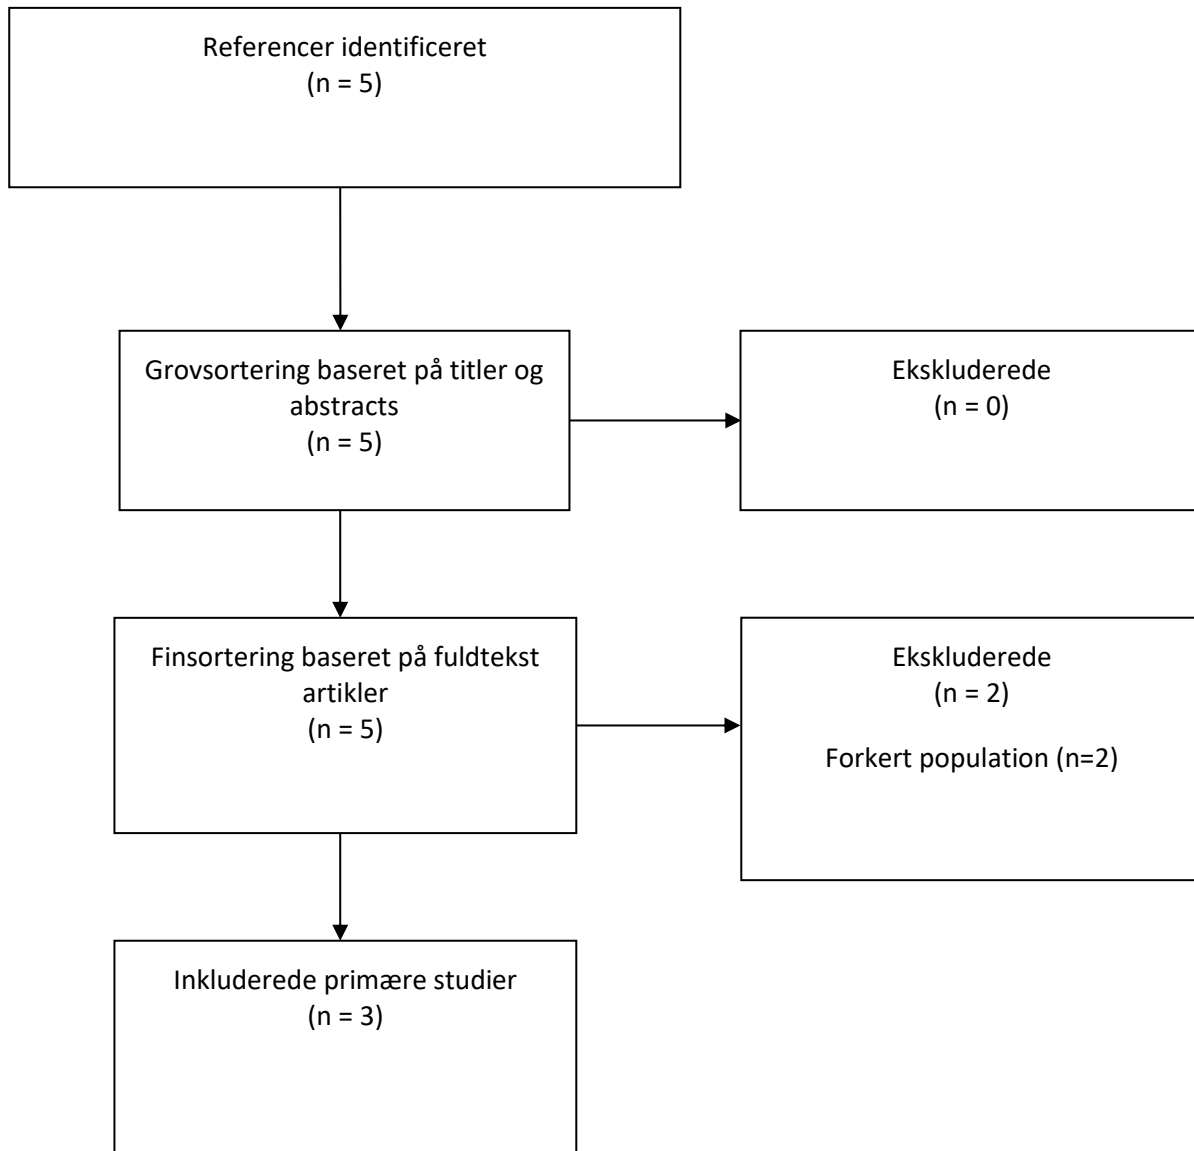 Referencer identificeret
(n = 5)
Grovsortering baseret på titler og
abstracts
(n = 5)
Ekskluderede
(n = 0)
Finsortering baseret på fuldtekst
artikler
(n = 5)
Ekskluderede
(n = 2)
Forkert population (n=2)
Inkluderede primære studier
(n = 3)